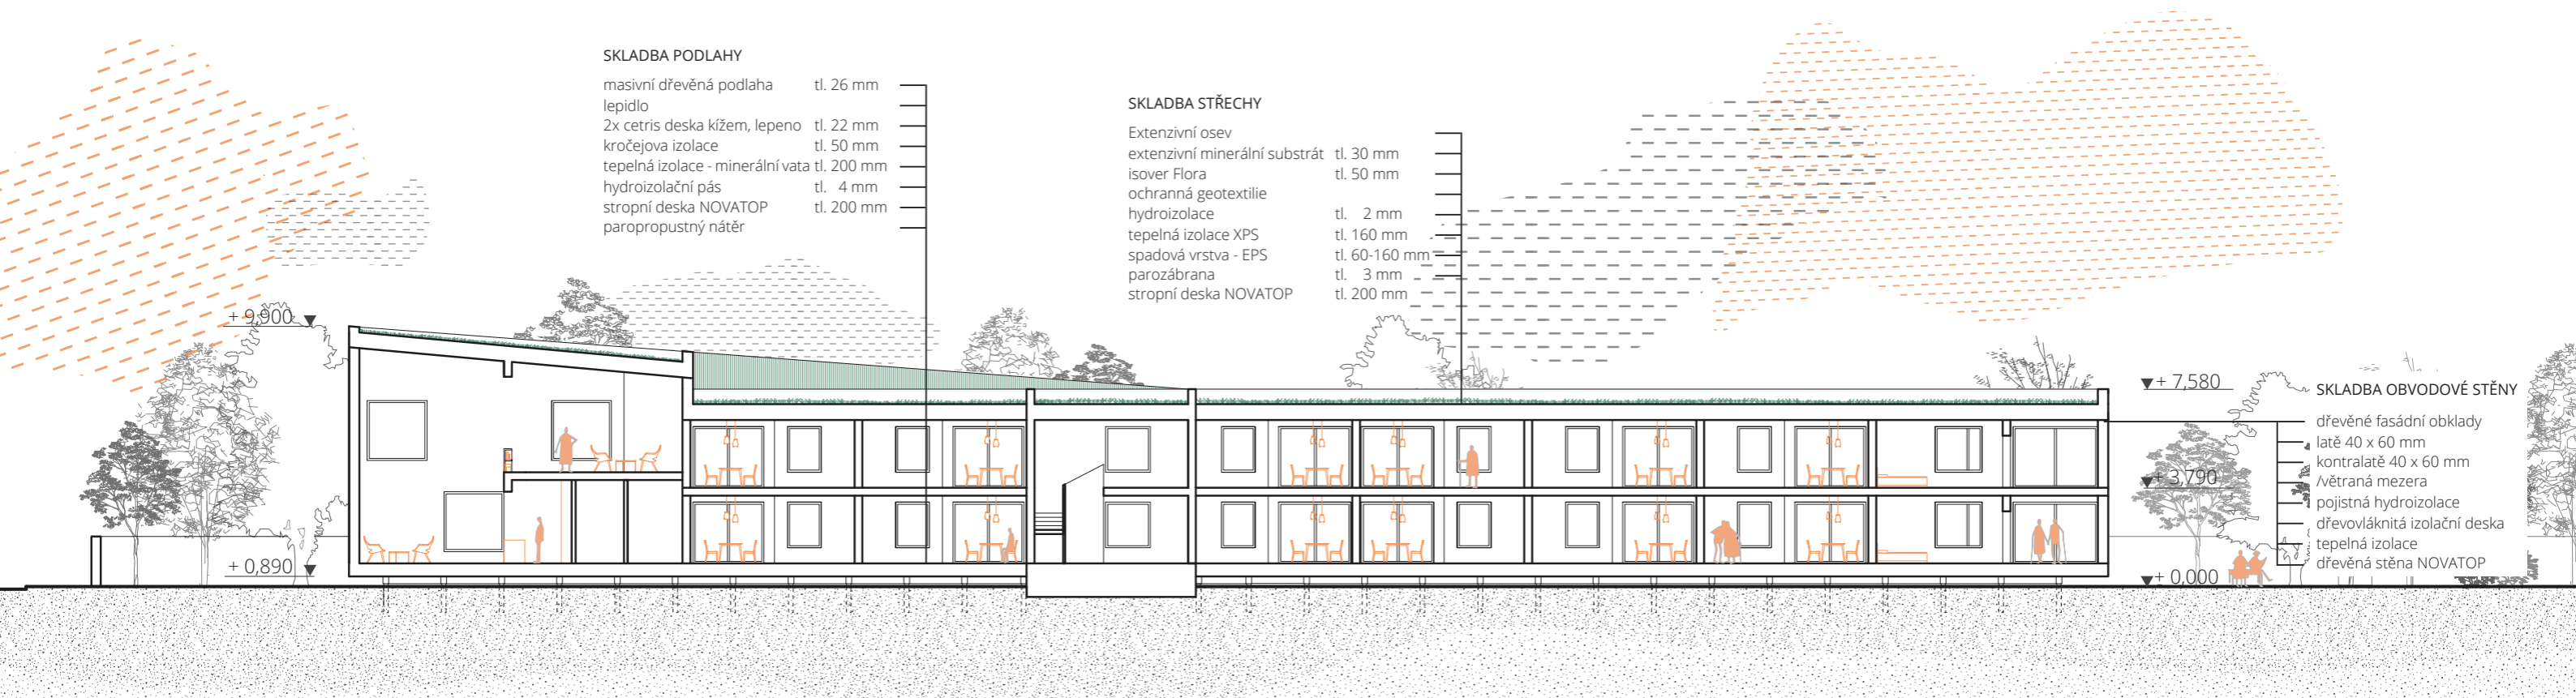 SKLADBA PODLAHY
masivní dřevěná podlaha tl. 26 mm
lepidlo
2x cetris deska kížem, lepeno tl. 22 mm
kročejova izolace tl. 50 mm
tepelná izolace - minerální vata tl. 200 mm
hydroizolační pás tl. 4 mm
stropní deska NOVATOP tl. 200 mm
paropropustný nátěr
SKLADBA STŘECHY
Extenzivní osev
extenzivní minerální substrát tl. 30 mm
isover Flora tl. 50 mm
ochranná geotextilie
hydroizolace tl. 2 mm
tepelná izolace XPS tl. 160 mm
spadová vrstva - EPS tl. 60-160 mm
parozábrana tl. 3 mm
stropní deska NOVATOP tl. 200 mm
+ 9,900
+ 0,890
+ 7,580
+ 3,790
+ 0,000
SKLADBA OBVODOVÉ STĚNY
dřevěné fasádní obklady
latě 40 x 60 mm
kontralatě 40 x 60 mm
/větraná mezera
pojistná hydroizolace
dřevovláknitá izolační deska
tepelná izolace
dřevěná stěna NOVATOP